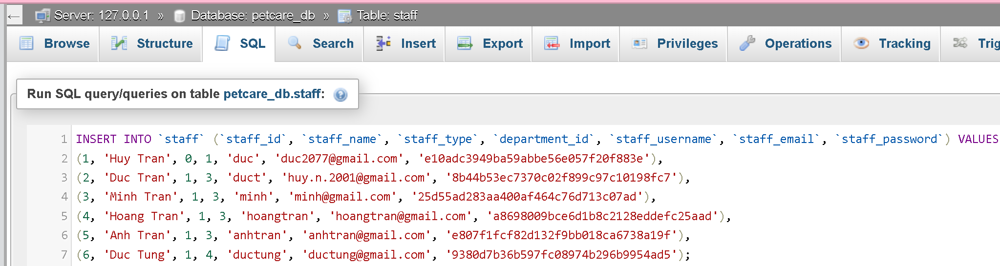 ← Server: 127.0.0.1 » Database: petcare_db » Table: staff
Browse Structure SQL Search Insert Export Import Privileges Operations Tracking Trig
Run SQL query/queries on table petcare_db.staff:
1 INSERT INTO `staff` (`staff_id`, `staff_name`, `staff_type`, `department_id`, `staff_username`, `staff_email`, `staff_password`) VALUES
2 (1, 'Huy Tran', 0, 1, 'duc', 'duc2077@gmail.com', 'e10adc3949ba59abbe56e057f20f883e'),
3 (2, 'Duc Tran', 1, 3, 'duct', 'huy.n.2001@gmail.com', '8b44b53ec7370c02f899c97c10198fc7'),
4 (3, 'Minh Tran', 1, 3, 'minh', 'minh@gmail.com', '25d55ad283aa400af464c76d713c07ad'),
5 (4, 'Hoang Tran', 1, 3, 'hoangtran', 'hoangtran@gmail.com', 'a8698009bce6d1b8c2128eddefc25aad'),
6 (5, 'Anh Tran', 1, 3, 'anhtran', 'anhtran@gmail.com', 'e807f1fcf82d132f9bb018ca6738a19f'),
7 (6, 'Duc Tung', 1, 4, 'ductung', 'ductung@gmail.com', '9380d7b36b597fc08974b296b9954ad5');